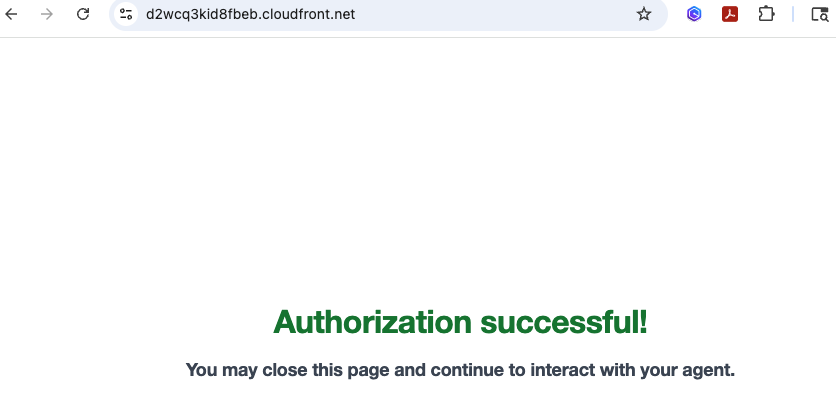 d2wcq3kid8fbeb.cloudfront.net
Authorization successful!
You may close this page and continue to interact with your agent.